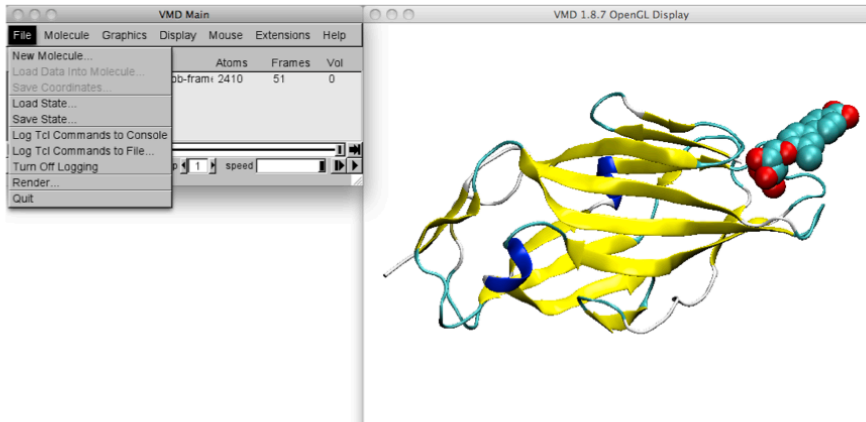 VMD Main
File Molecule Graphics Display Mouse Extensions Help
Atoms Frames Vol
2410 51 0
New Molecule...
Load Data Into Molecule...
Save Coordinates...
Load State...
Save State...
Log Tcl Commands to Console
Log Tcl Commands to File...
Turn Off Logging
1 speed
Render...
Quit
VMD 1.8.7 OpenGL Display